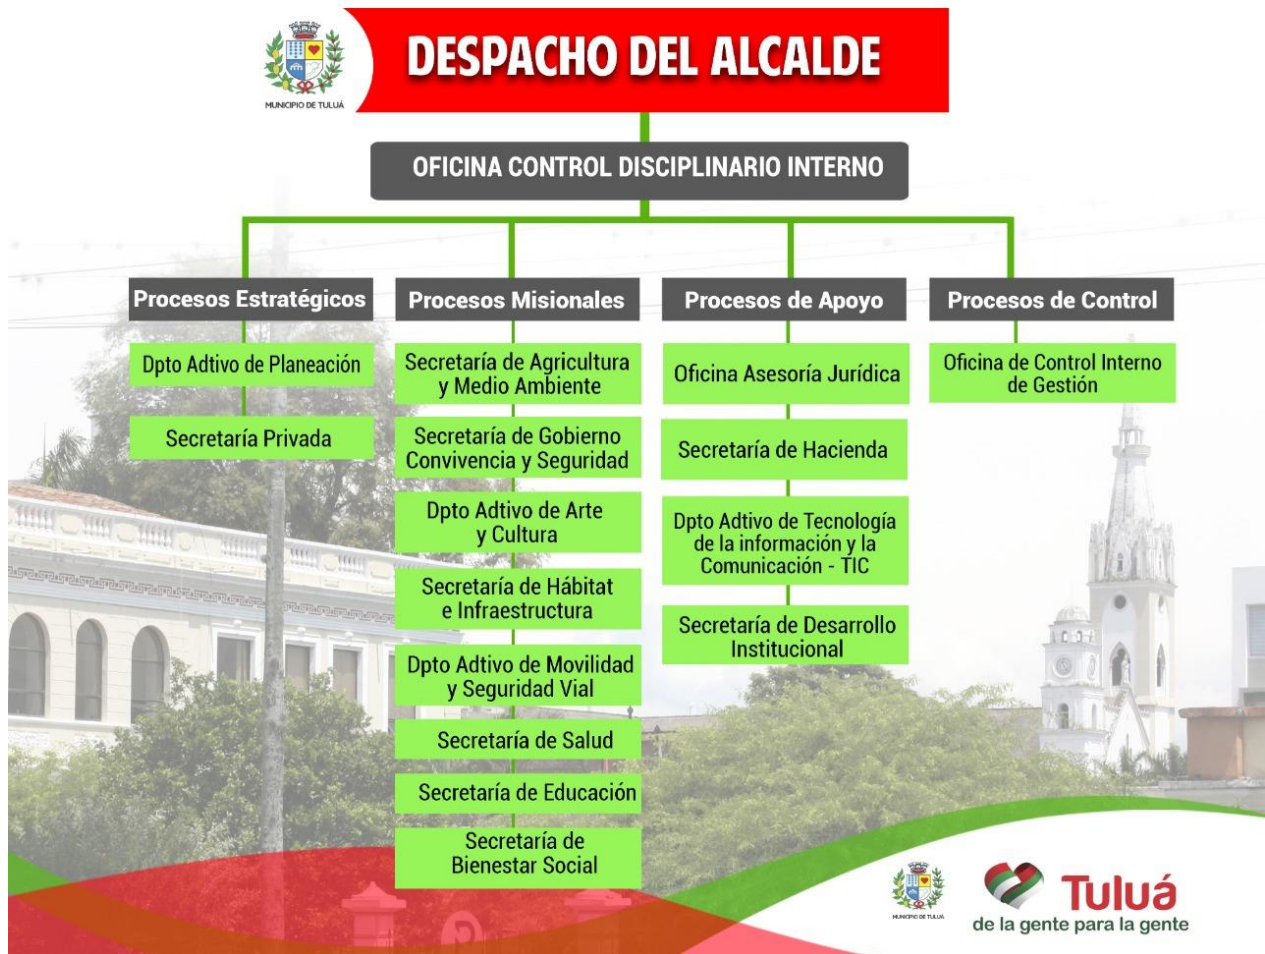 MUNICIPIO DE TULUÁ
DESPACHO DEL ALCALDE
OFICINA CONTROL DISCIPLINARIO INTERNO
Procesos Estratégicos
Dpto Adtivo de Planeación
Secretaría Privada
Procesos Misionales
Secretaría de Agricultura
y Medio Ambiente
Secretaría de Gobierno
Convivencia y Seguridad
Dpto Adtivo de Arte
y Cultura
Secretaría de Hábitat
e Infraestructura
Dpto Adtivo de Movilidad
y Seguridad Vial
Secretaría de Salud
Secretaría de Educación
Secretaría de
Bienestar Social
Procesos de Apoyo
Oficina Asesoría Jurídica
Secretaría de Hacienda
Dpto Adtivo de Tecnología
de la información y la
Comunicación - TIC
Secretaría de Desarrollo
Institucional
Procesos de Control
Oficina de Control Interno
de Gestión
MUNICIPIO DE TULUÁ
Tuluá
de la gente para la gente